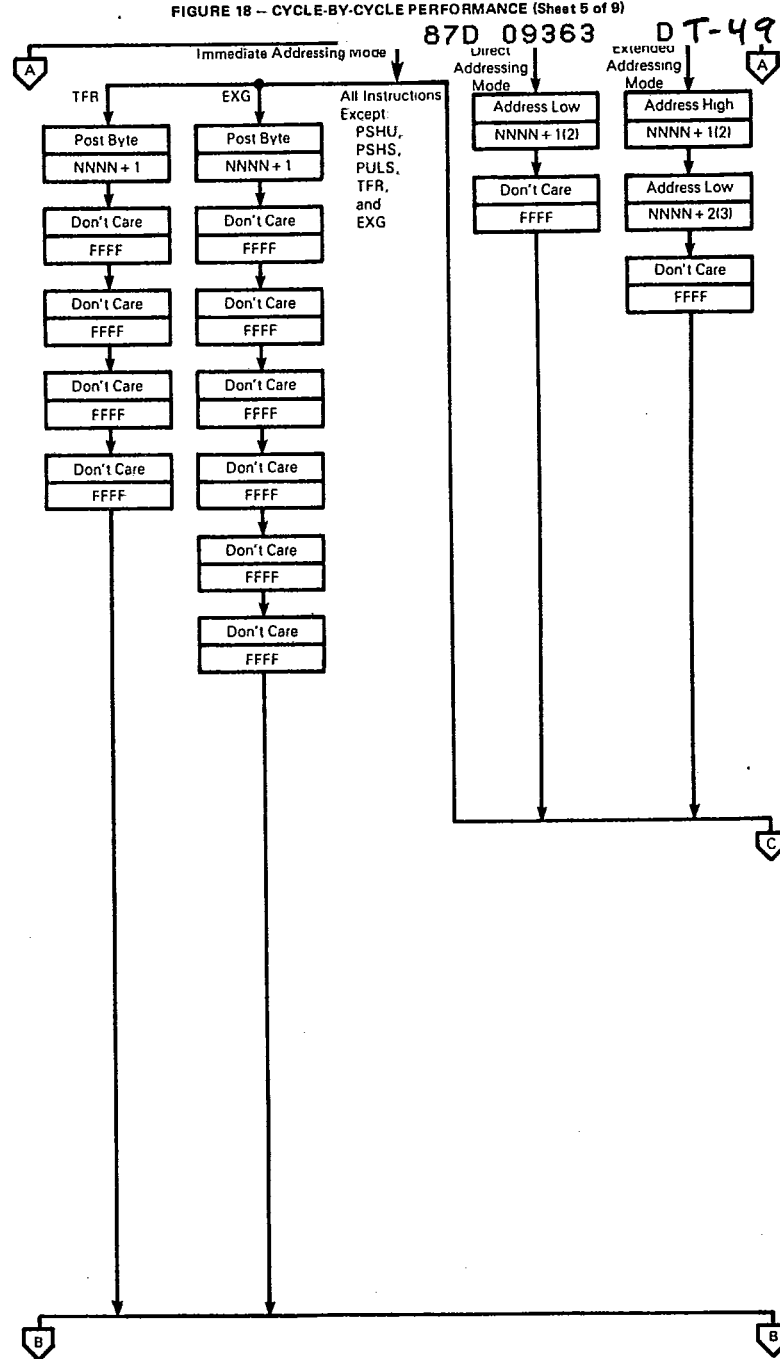 FIGURE 18 — CYCLE-BY-CYCLE PERFORMANCE (Sheet 5 of 9)
87D 09363 D T-49
A
Immediate Addressing Mode
Direct
Addressing
Mode
Extended
Addressing
Mode
A
TFR
EXG
All Instructions
Except:
PSHU,
PSHS,
PULS,
TFR,
and
EXG
Post Byte
NNNN + 1
Don't Care
FFFF
Don't Care
FFFF
Don't Care
FFFF
Don't Care
FFFF
Post Byte
NNNN + 1
Don't Care
FFFF
Don't Care
FFFF
Don't Care
FFFF
Don't Care
FFFF
Don't Care
FFFF
Don't Care
FFFF
Address Low
NNNN + 1(2)
Don't Care
FFFF
Address High
NNNN + 1(2)
Address Low
NNNN + 2(3)
Don't Care
FFFF
C
B
B